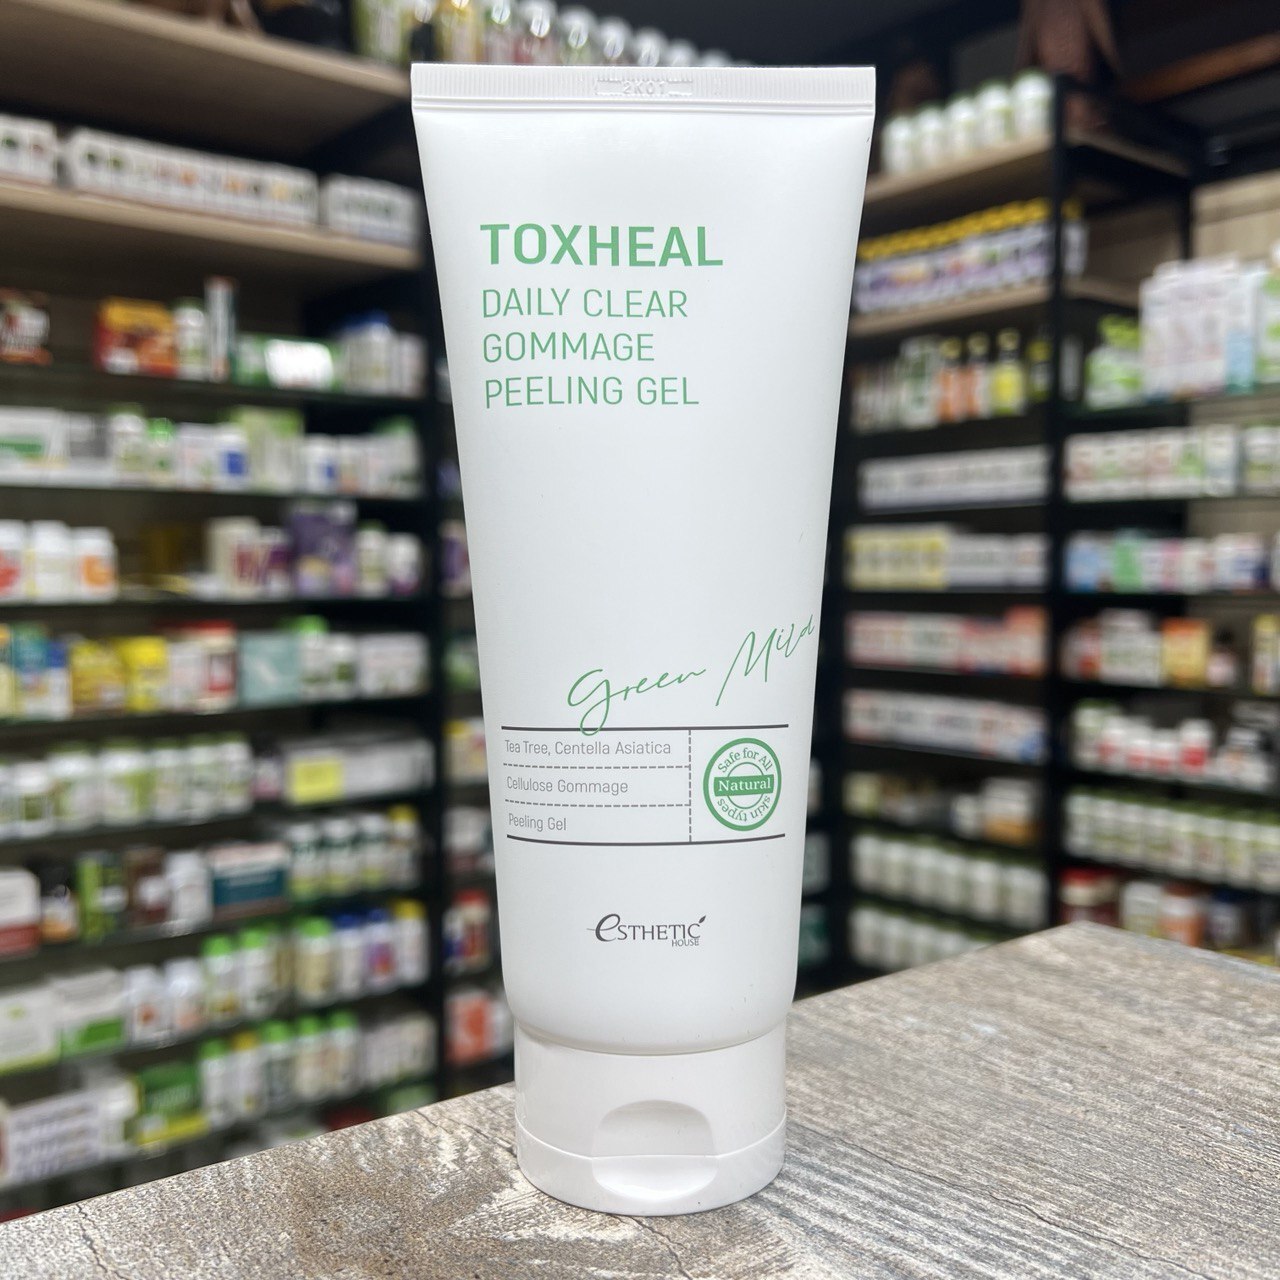 2K01
TOXHEAL
DAILY CLEAR
GOMMAGE
PEELING GEL
Green Mild
Tea Tree, Centella Asiatica
Cellulose Gommage
Peeling Gel
Safe for All
Natural
skin types
eSTHETIC
HOUSE